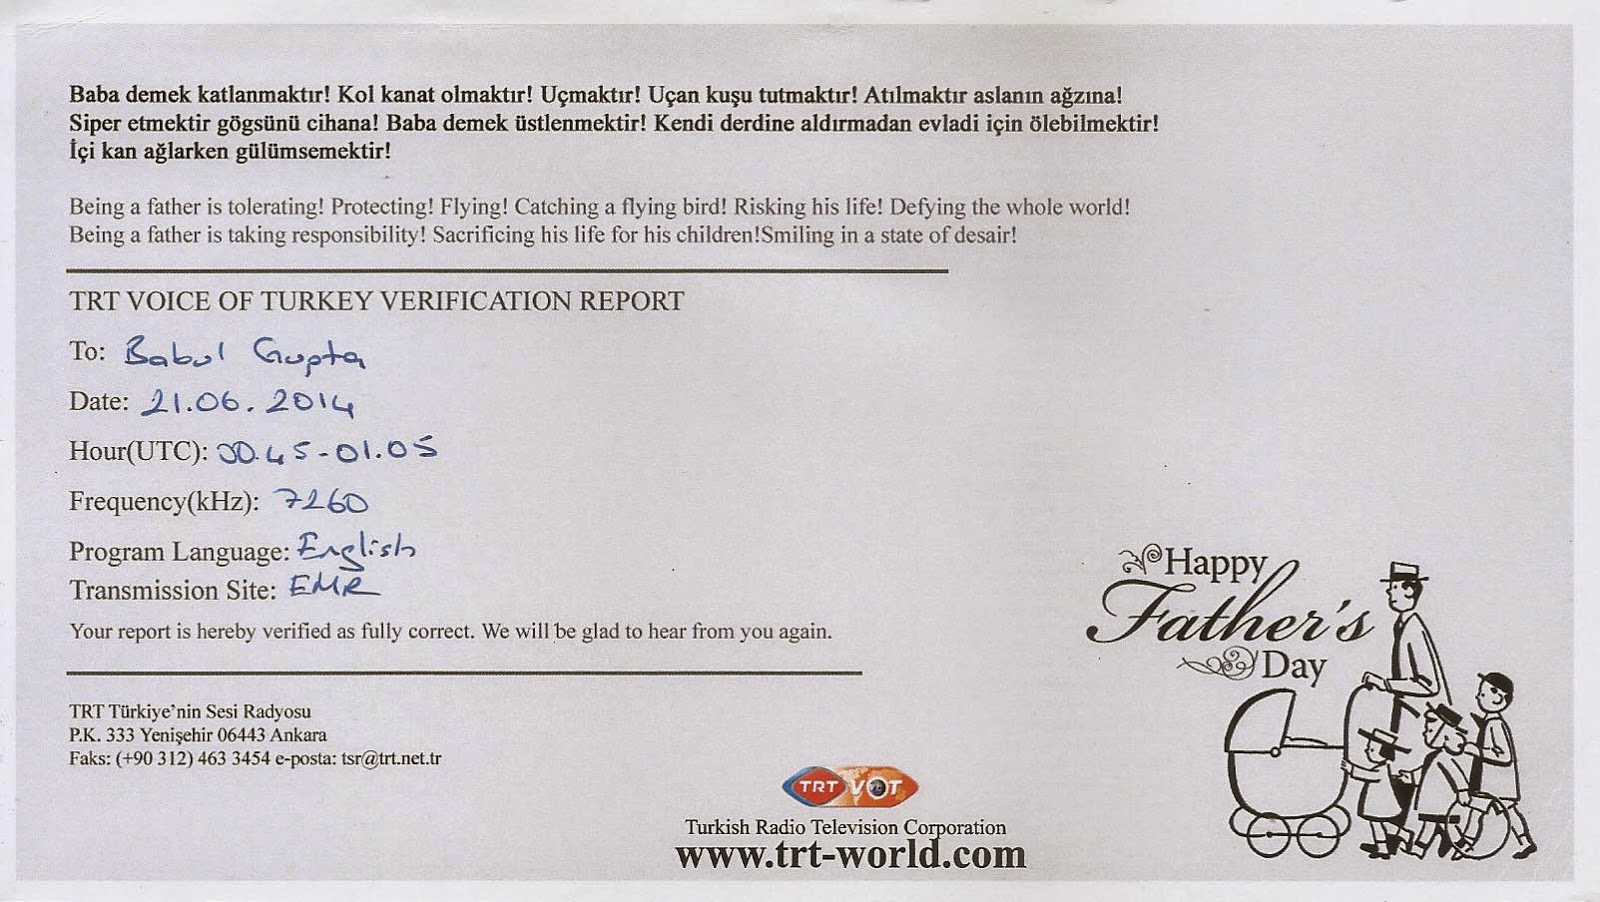 Baba demek katlanmaktır! Kol kanat olmaktır! Uçmaktır! Uçan kuşu tutmaktır! Atılmaktır aslanın ağzına!
Siper etmektir gögsünü cihana! Baba demek üstlenmektir! Kendi derdine aldırmadan evladi için ölebilmektir!
İçi kan ağlarken gülümsemektir!
Being a father is tolerating! Protecting! Flying! Catching a flying bird! Risking his life! Defying the whole world!
Being a father is taking responsibility! Sacrificing his life for his children!Smiling in a state of desair!
TRT VOICE OF TURKEY VERIFICATION REPORT
To: Babul Gupta
Date: 21.06.2014
Hour(UTC): 00.45-01.05
Frequency(kHz): 7260
Program Language: English
Transmission Site: EMR
Your report is hereby verified as fully correct. We will be glad to hear from you again.
TRT Türkiye'nin Sesi Radyosu
P.K. 333 Yenişehir 06443 Ankara
Faks: (+90 312) 463 3454 e-posta: tsr@trt.net.tr
Happy
Father's
Day
TRT VOT
Turkish Radio Television Corporation
www.trt-world.com